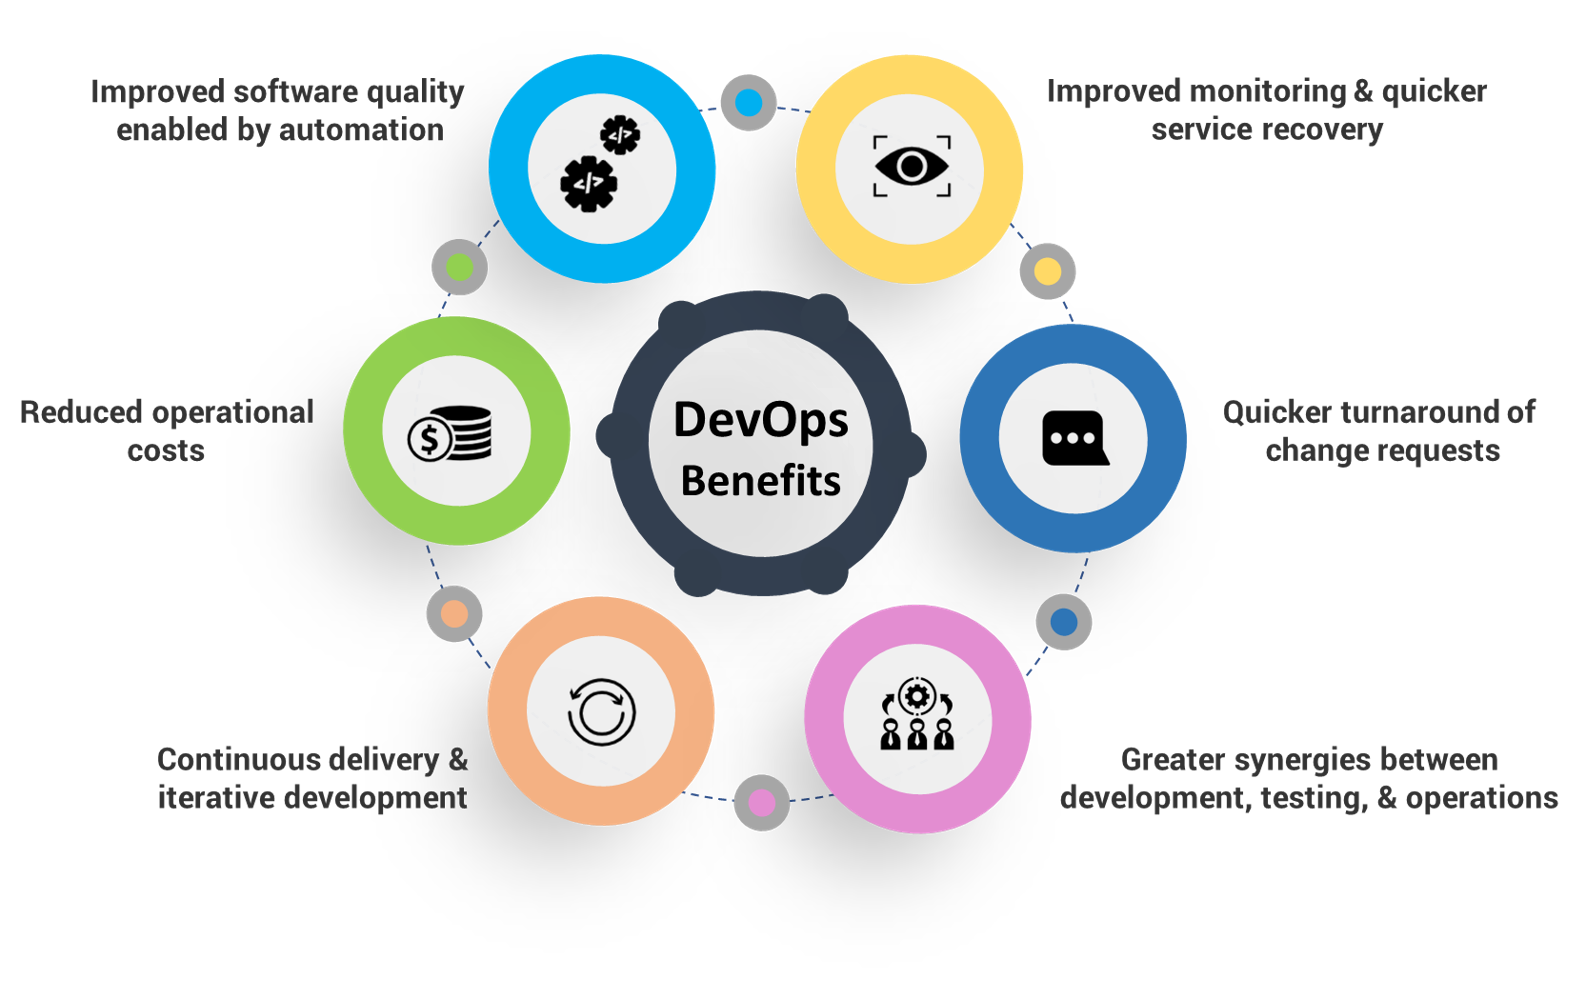 Improved software quality
enabled by automation
Improved monitoring & quicker
service recovery
Reduced operational
costs
DevOps
Benefits
Quicker turnaround of
change requests
Continuous delivery &
iterative development
Greater synergies between
development, testing, & operations